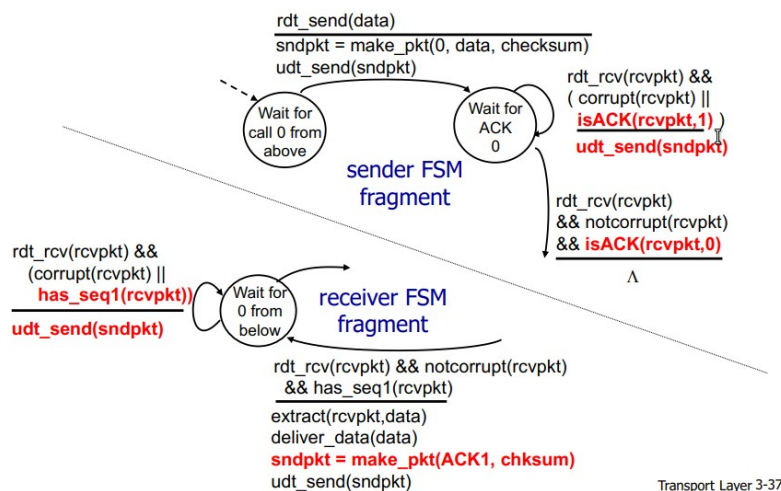 rdt_send(data)
sndpkt = make_pkt(0, data, checksum)
udt_send(sndpkt)
Wait for
call 0 from
above
Wait for
ACK
0
rdt_rcv(rcvpkt) &&
( corrupt(rcvpkt) ||
isACK(rcvpkt,1) )
udt_send(sndpkt)
sender FSM
fragment
rdt_rcv(rcvpkt)
&& notcorrupt(rcvpkt)
&& isACK(rcvpkt,0)
Λ
rdt_rcv(rcvpkt) &&
(corrupt(rcvpkt) ||
has_seq1(rcvpkt))
udt_send(sndpkt)
Wait for
0 from
below
receiver FSM
fragment
rdt_rcv(rcvpkt) && notcorrupt(rcvpkt)
&& has_seq1(rcvpkt)
extract(rcvpkt,data)
deliver_data(data)
sndpkt = make_pkt(ACK1, chksum)
udt_send(sndpkt)
Transport Layer 3-37